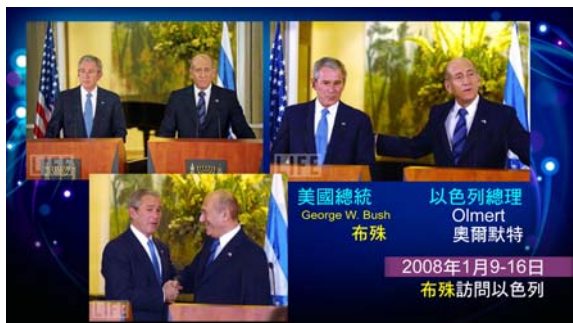 LIFE
LIFE
LIFE
美國總統
George W. Bush
布殊
以色列總理
Olmert
奧爾默特
2008年1月9-16日
布殊訪問以色列